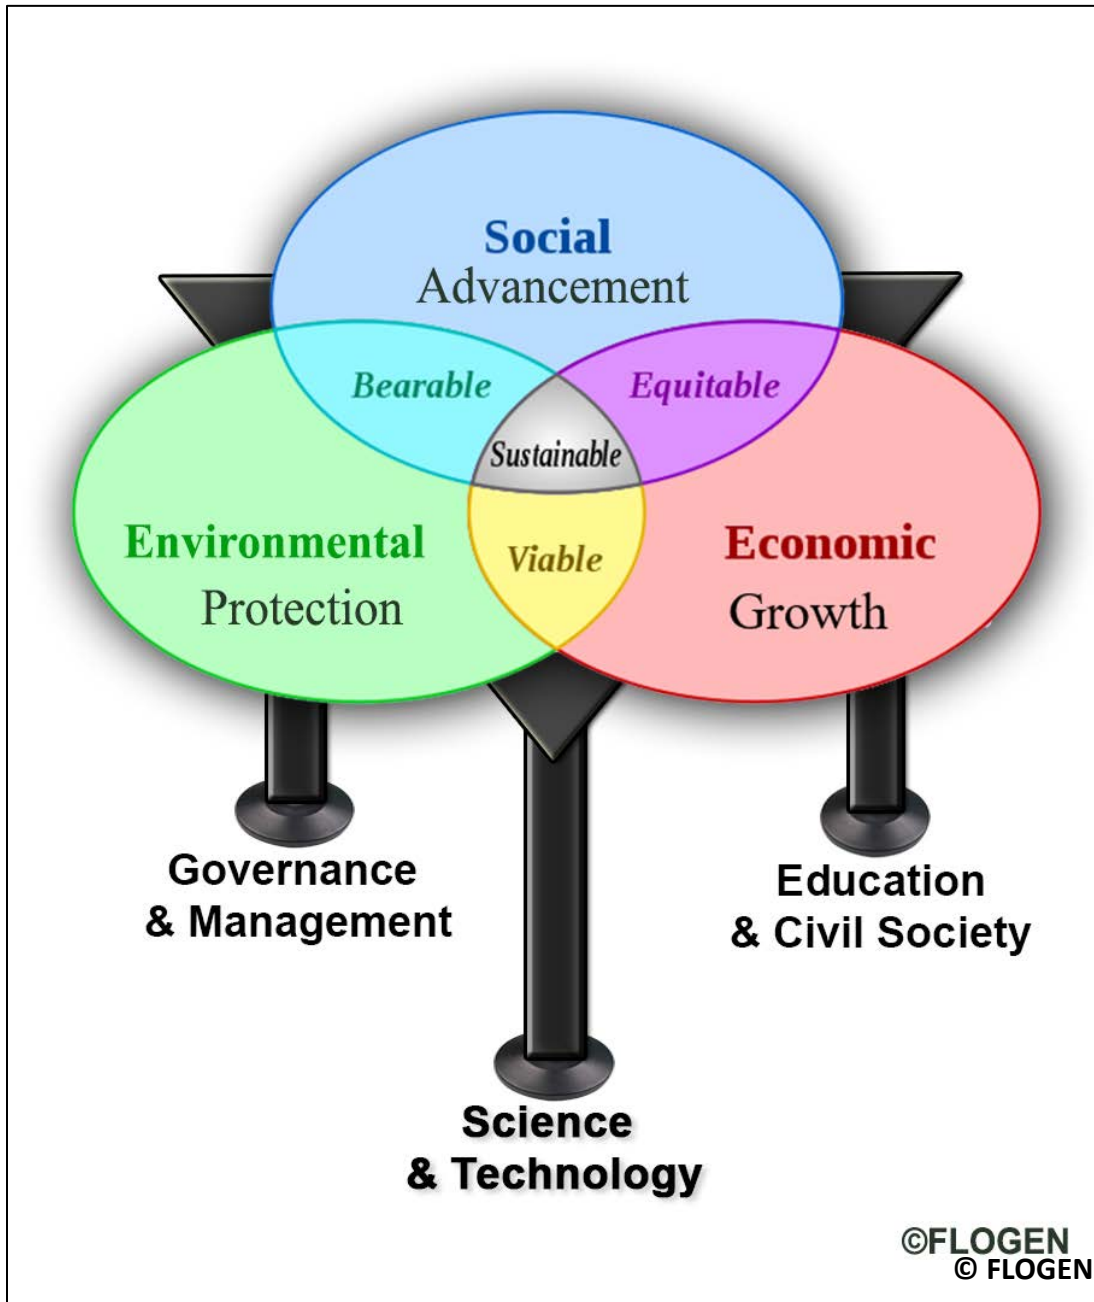 Social
Advancement
Bearable
Equitable
Sustainable
Environmental
Protection
Viable
Economic
Growth
Governance
& Management
Education
& Civil Society
Science
& Technology
©FLOGEN
© FLOGEN